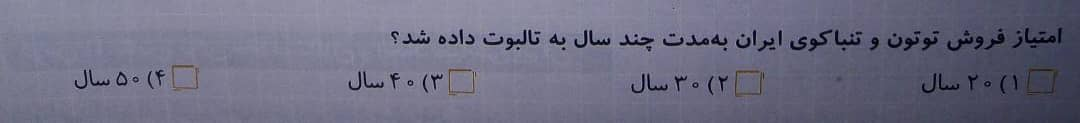 امتیاز فروش توتون و تنباکوی ایران به‌مدت چند سال به تالبوت داده شد؟
۱) ۲۰ سال ۲) ۳۰ سال ۳) ۴۰ سال ۴) ۵۰ سال